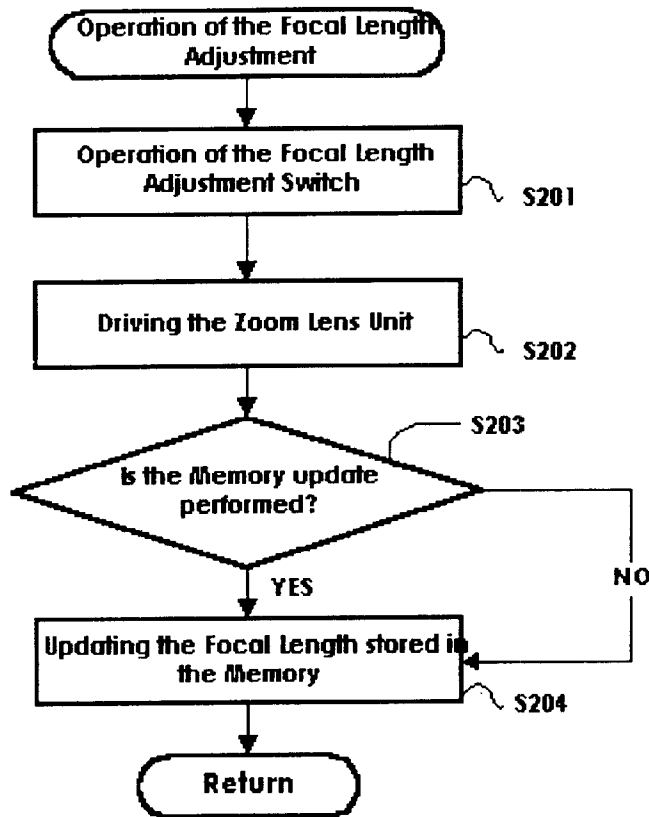 Operation of the Focal Length
Adjustment
Operation of the Focal Length
Adjustment Switch
S201
Driving the Zoom Lens Unit
S202
S203
Is the Memory update
performed?
YES
NO
Updating the Focal Length stored in
the Memory
S204
Return